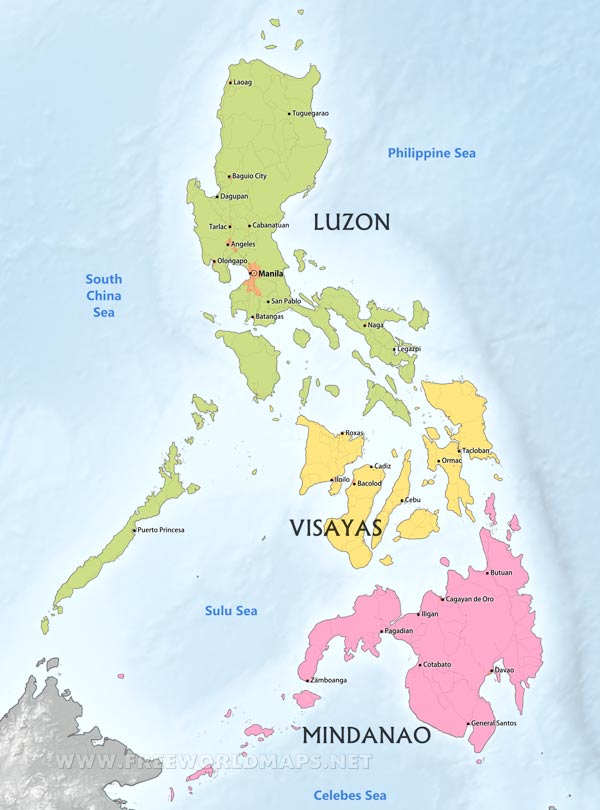 Laoag
Tuguegarao
Philippine Sea
Baguio City
Dagupan
LUZON
Tarlac
Cabanatuan
Angeles
Olongapo
Manila
South
China
Sea
San Pablo
Batangas
Naga
Legazpi
Roxas
Tacloban
Ormac
Cadiz
Iloilo
Bacolod
Cebu
VISAYAS
Puerto Princesa
Butuan
Cagayan de Oro
Sulu Sea
Iligan
Pagadian
Cotabato
Davao
Zamboanga
General Santos
MINDANAO
WWW.FREEWORLDMAPS.NET
Celebes Sea